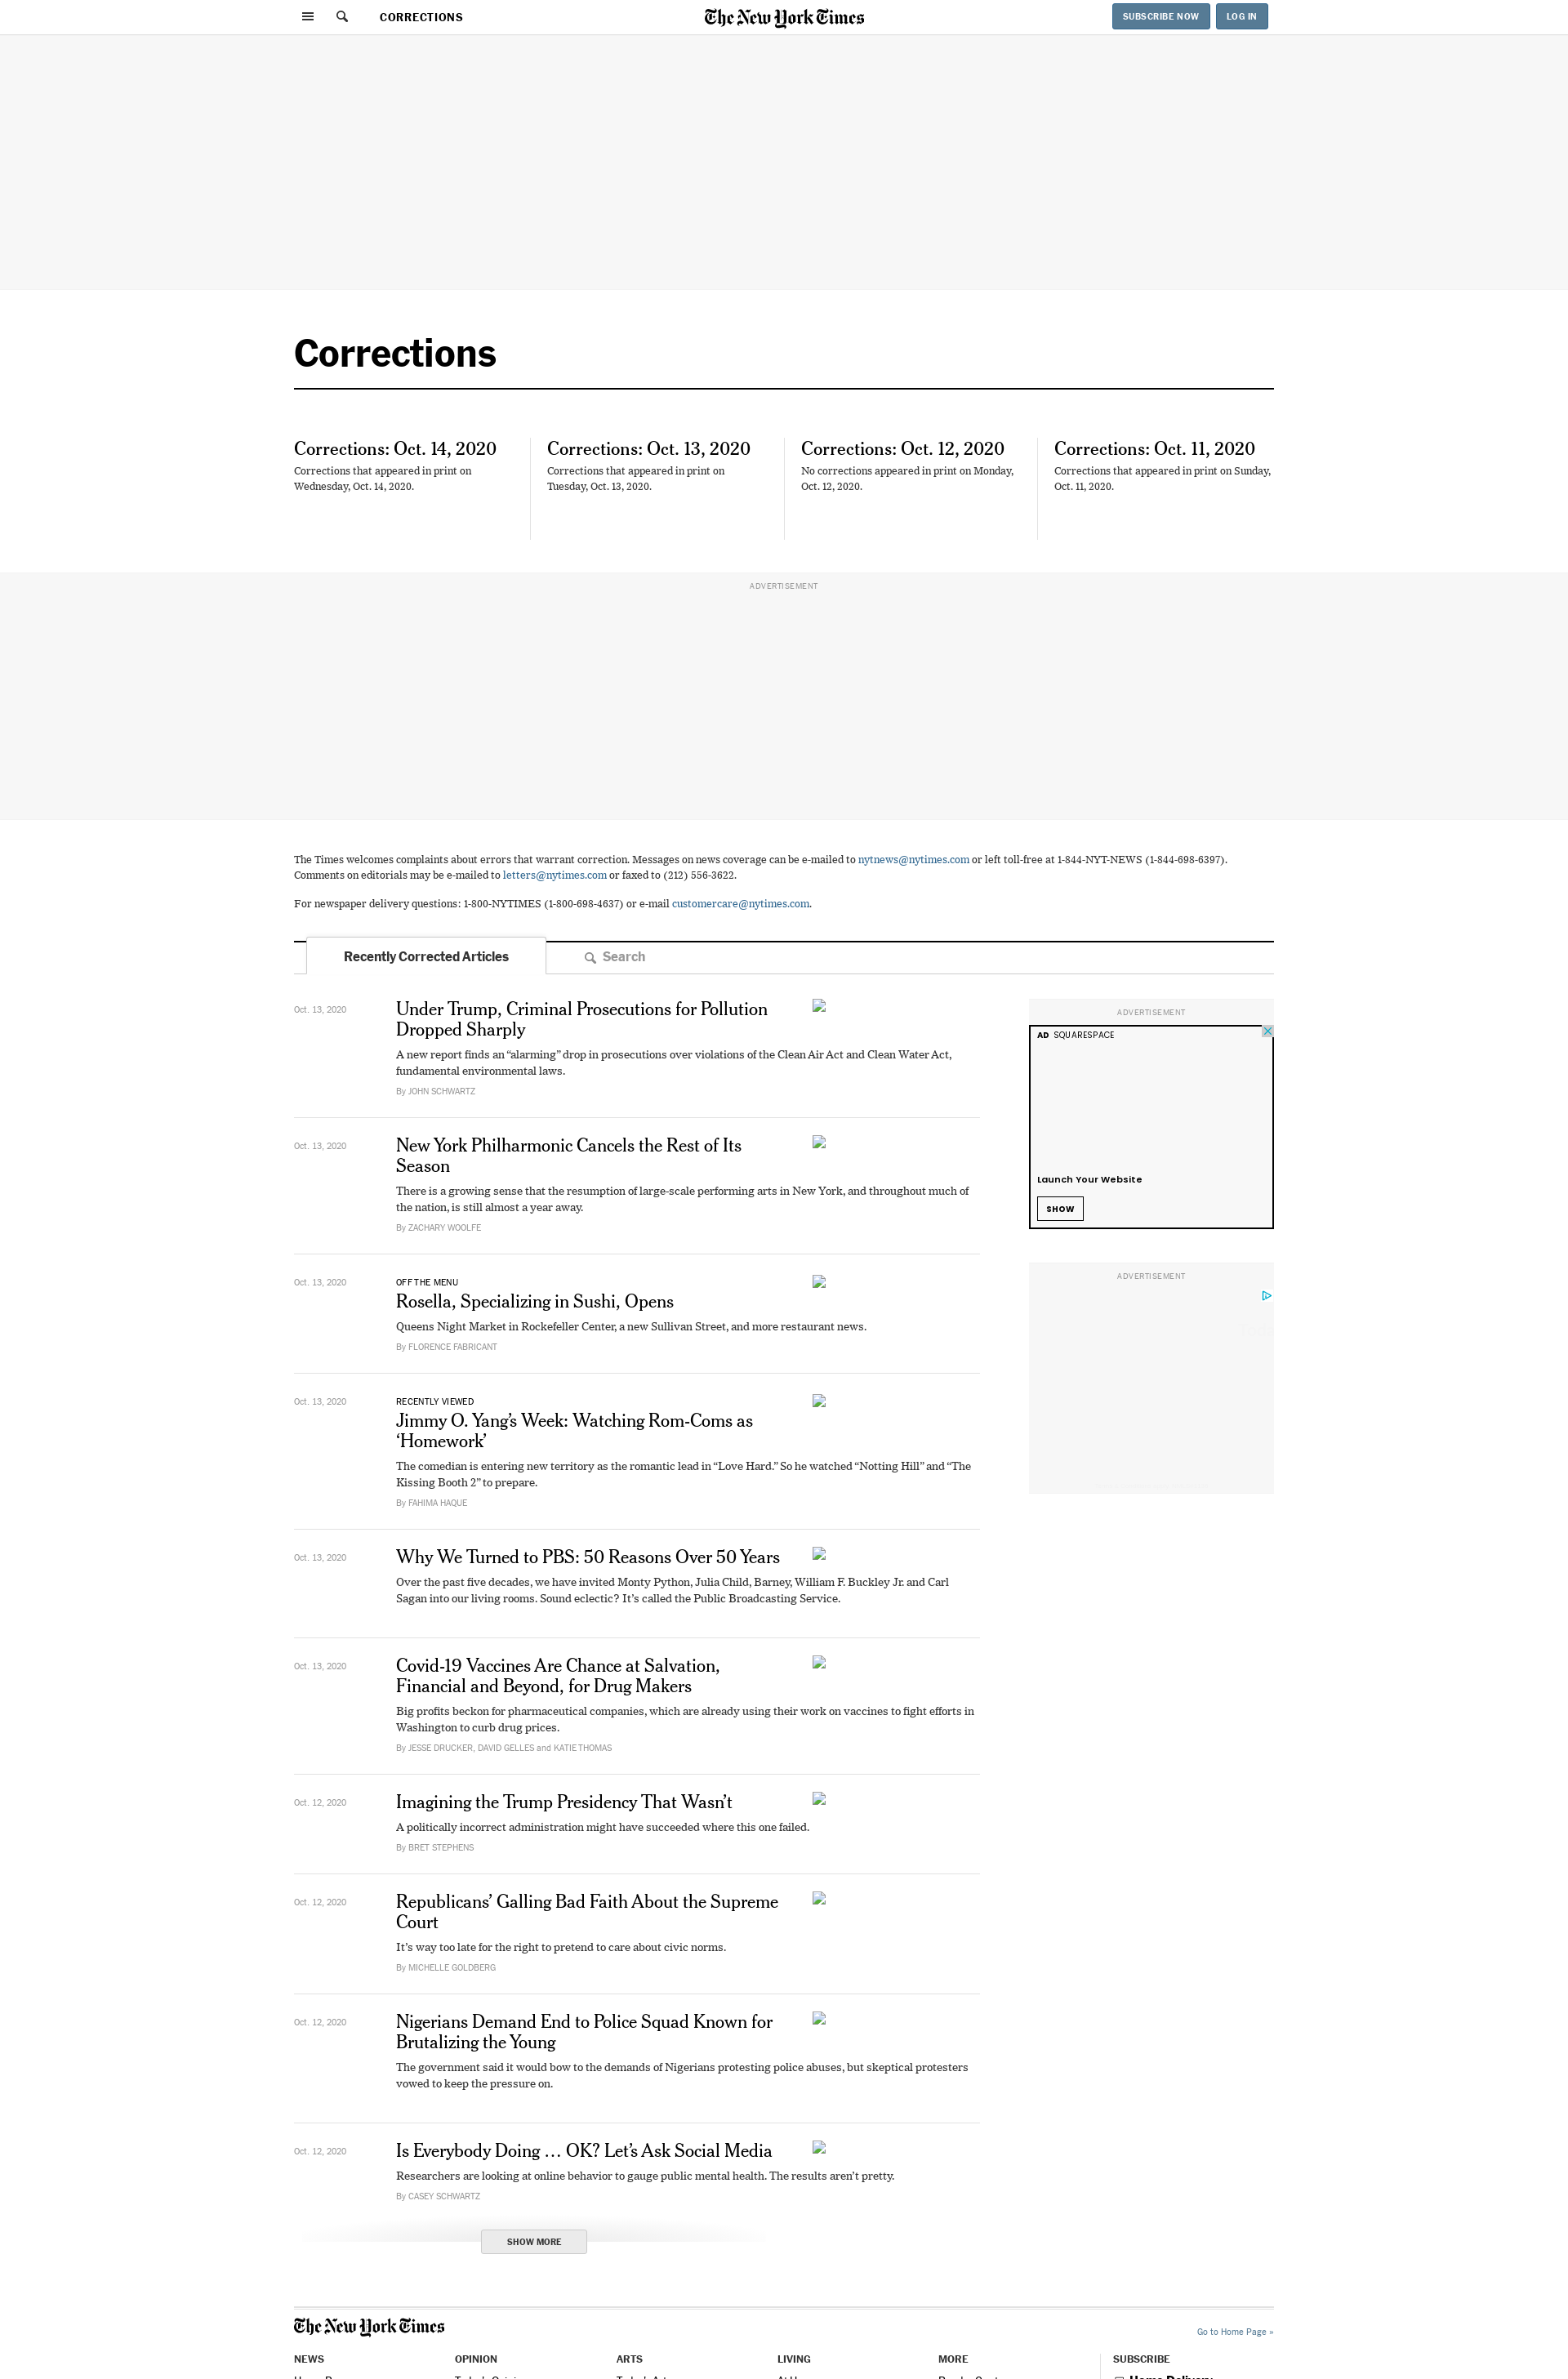 CORRECTIONS
The New York Times
SUBSCRIBE NOW
LOG IN
Corrections
Corrections: Oct. 14, 2020
Corrections that appeared in print on
Wednesday, Oct. 14, 2020.
Corrections: Oct. 13, 2020
Corrections that appeared in print on
Tuesday, Oct. 13, 2020.
Corrections: Oct. 12, 2020
No corrections appeared in print on Monday,
Oct. 12, 2020.
Corrections: Oct. 11, 2020
Corrections that appeared in print on Sunday,
Oct. 11, 2020.
ADVERTISEMENT
The Times welcomes complaints about errors that warrant correction. Messages on news coverage can be e-mailed to nytnews@nytimes.com or left toll-free at 1-844-NYT-NEWS (1-844-698-6397).
Comments on editorials may be e-mailed to letters@nytimes.com or faxed to (212) 556-3622.
For newspaper delivery questions: 1-800-NYTIMES (1-800-698-4637) or e-mail customercare@nytimes.com.
Recently Corrected Articles
Search
Oct. 13, 2020
Under Trump, Criminal Prosecutions for Pollution
Dropped Sharply
A new report finds an “alarming” drop in prosecutions over violations of the Clean Air Act and Clean Water Act,
fundamental environmental laws.
By JOHN SCHWARTZ
Oct. 13, 2020
New York Philharmonic Cancels the Rest of Its
Season
There is a growing sense that the resumption of large-scale performing arts in New York, and throughout much of
the nation, is still almost a year away.
By ZACHARY WOOLFE
Oct. 13, 2020
OFF THE MENU
Rosella, Specializing in Sushi, Opens
Queens Night Market in Rockefeller Center, a new Sullivan Street, and more restaurant news.
By FLORENCE FABRICANT
Oct. 13, 2020
RECENTLY VIEWED
Jimmy O. Yang’s Week: Watching Rom-Coms as
‘Homework’
The comedian is entering new territory as the romantic lead in “Love Hard.” So he watched “Notting Hill” and “The
Kissing Booth 2” to prepare.
By FAHIMA HAQUE
Oct. 13, 2020
Why We Turned to PBS: 50 Reasons Over 50 Years
Over the past five decades, we have invited Monty Python, Julia Child, Barney, William F. Buckley Jr. and Carl
Sagan into our living rooms. Sound eclectic? It’s called the Public Broadcasting Service.
Oct. 13, 2020
Covid-19 Vaccines Are Chance at Salvation,
Financial and Beyond, for Drug Makers
Big profits beckon for pharmaceutical companies, which are already using their work on vaccines to fight efforts in
Washington to curb drug prices.
By JESSE DRUCKER, DAVID GELLES and KATIE THOMAS
Oct. 12, 2020
Imagining the Trump Presidency That Wasn’t
A politically incorrect administration might have succeeded where this one failed.
By BRET STEPHENS
Oct. 12, 2020
Republicans’ Galling Bad Faith About the Supreme
Court
It’s way too late for the right to pretend to care about civic norms.
By MICHELLE GOLDBERG
Oct. 12, 2020
Nigerians Demand End to Police Squad Known for
Brutalizing the Young
The government said it would bow to the demands of Nigerians protesting police abuses, but skeptical protesters
vowed to keep the pressure on.
Oct. 12, 2020
Is Everybody Doing … OK? Let’s Ask Social Media
Researchers are looking at online behavior to gauge public mental health. The results aren’t pretty.
By CASEY SCHWARTZ
SHOW MORE
ADVERTISEMENT
AD SQUARESPACE
Launch Your Website
SHOW
ADVERTISEMENT
The New York Times
Go to Home Page »
NEWS
OPINION
ARTS
LIVING
MORE
SUBSCRIBE